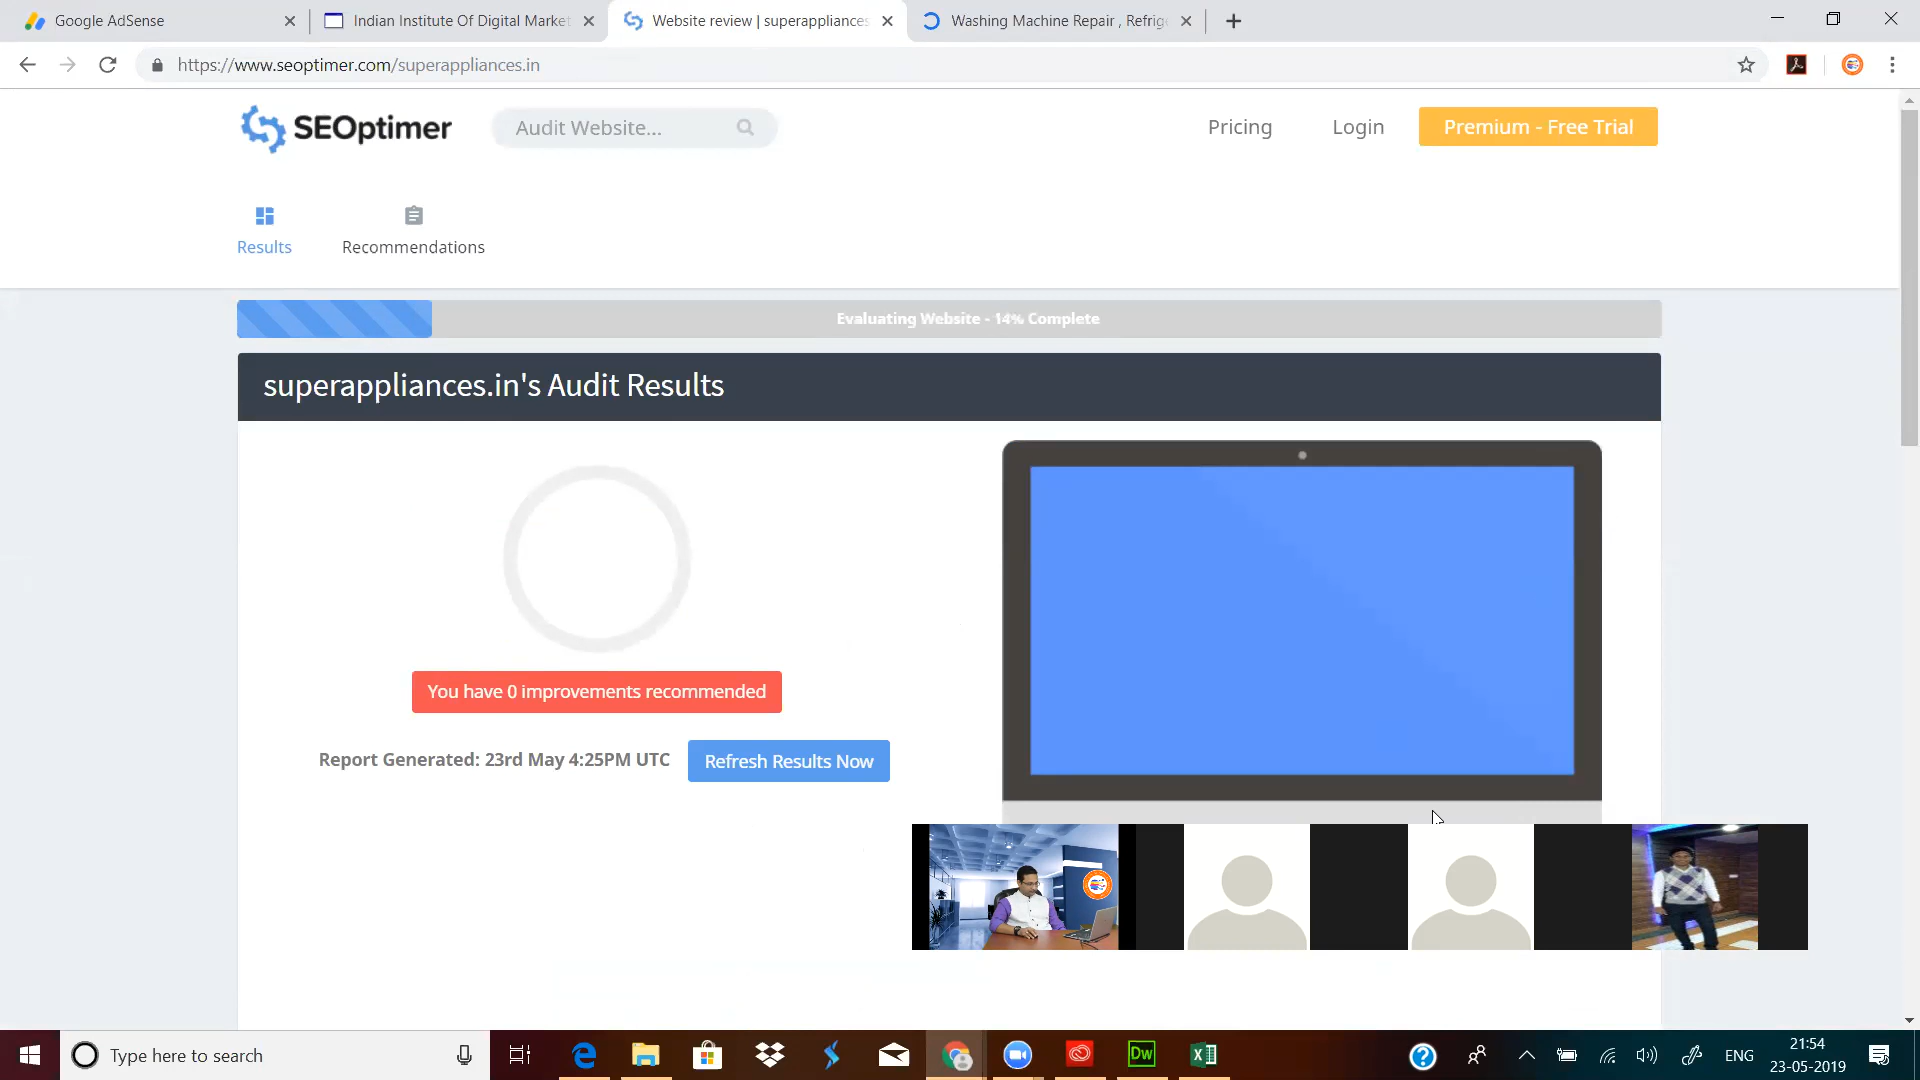 Google AdSense
Indian Institute Of Digital Market
Website review | superappliances
Washing Machine Repair , Refrige
https://www.seoptimer.com/superappliances.in
SEOptimer
Audit Website...
Pricing
Login
Premium - Free Trial
Results
Recommendations
Evaluating Website - 14% Complete
superappliances.in's Audit Results
You have 0 improvements recommended
Report Generated: 23rd May 4:25PM UTC
Refresh Results Now
Type here to search
Dw
ENG
21:54
23-05-2019